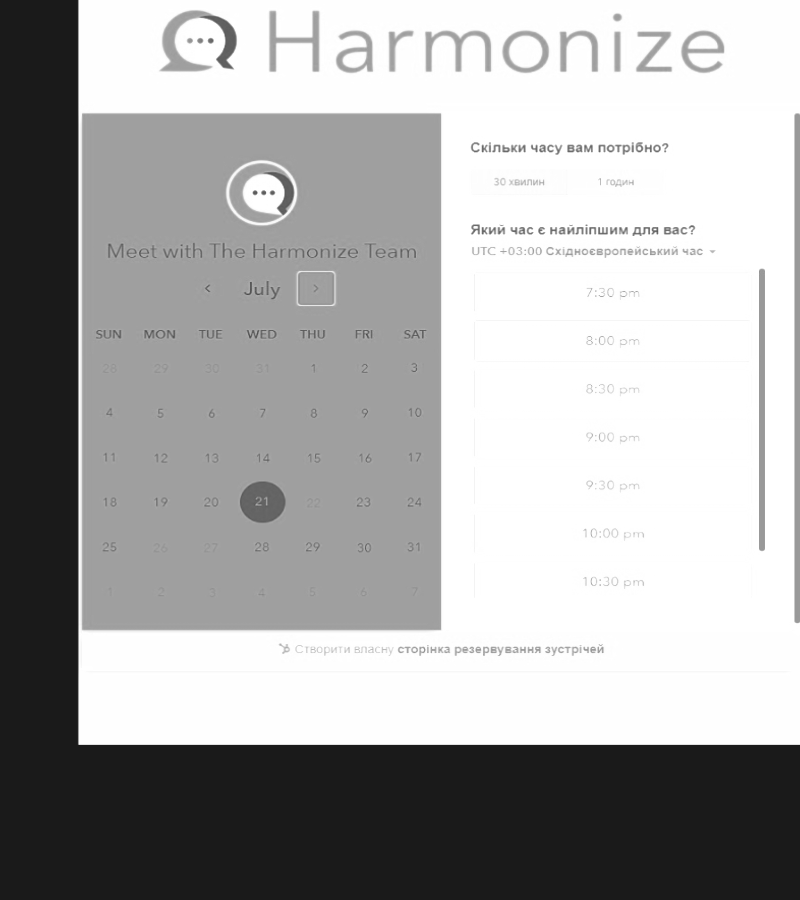 Harmonize
Meet with The Harmonize Team
< July >
SUN MON TUE WED THU FRI SAT
28 29 30 31 1 2 3
4 5 6 7 8 9 10
11 12 13 14 15 16 17
18 19 20 21 22 23 24
25 26 27 28 29 30 31
1 2 3 4 5 6 7
Скільки часу вам потрібно?
30 хвилин 1 годин
Який час є найліпшим для вас?
UTC +03:00 Східноєвропейський час
7:30 pm
8:00 pm
8:30 pm
9:00 pm
9:30 pm
10:00 pm
10:30 pm
Створити власну сторінка резервування зустрічей